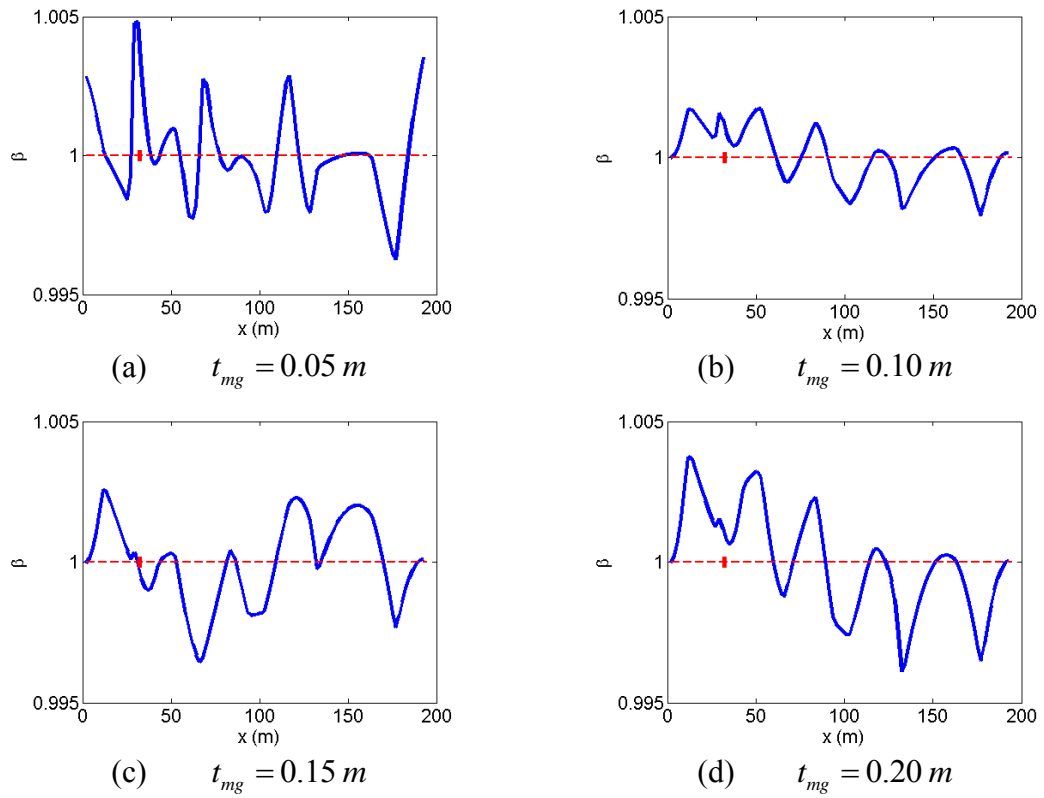 1.005
1
0.995
β
0 50 100 150 200
x (m)
(a) t_mg = 0.05 m
1.005
1
0.995
β
0 50 100 150 200
x (m)
(b) t_mg = 0.10 m
1.005
1
0.995
β
0 50 100 150 200
x (m)
(c) t_mg = 0.15 m
1.005
1
0.995
β
0 50 100 150 200
x (m)
(d) t_mg = 0.20 m